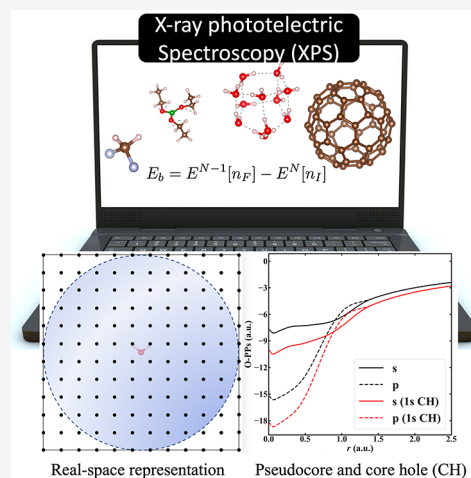 X-ray phototelectric
Spectroscopy (XPS)
E_b = E^{N-1}[n_F] − E^N[n_I]
O-PPs (a.u.)
0
-3
-6
-9
-12
-15
-18
s
p
s (1s CH)
p (1s CH)
0.0 0.5 1.0 1.5 2.0 2.5
r (a.u.)
Real-space representation
Pseudocore and core hole (CH)